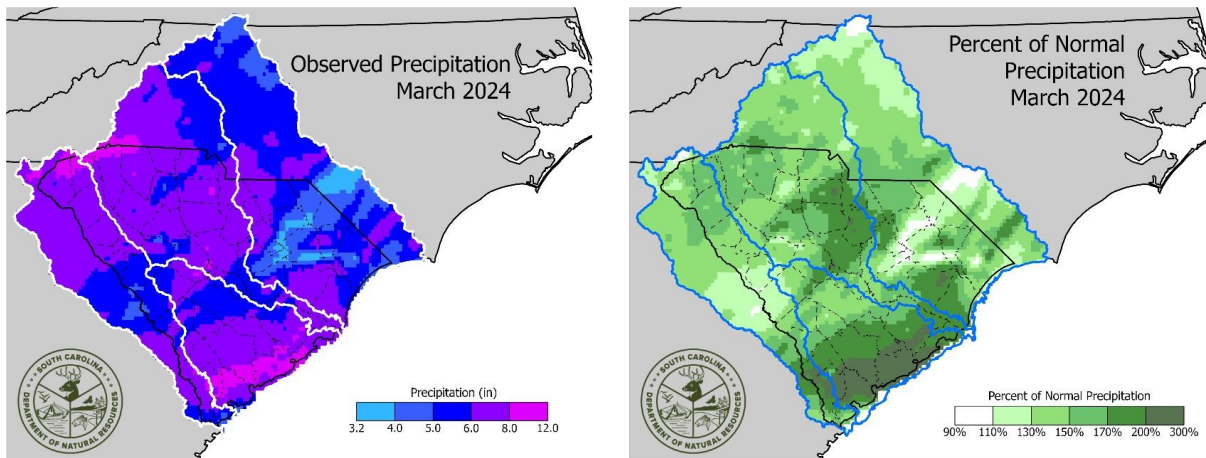 Observed Precipitation
March 2024
SOUTH CAROLINA
DEPARTMENT OF NATURAL RESOURCES
Precipitation (in)
3.2 4.0 5.0 6.0 8.0 12.0
Percent of Normal
Precipitation
March 2024
SOUTH CAROLINA
DEPARTMENT OF NATURAL RESOURCES
Percent of Normal Precipitation
90% 110% 130% 150% 170% 200% 300%